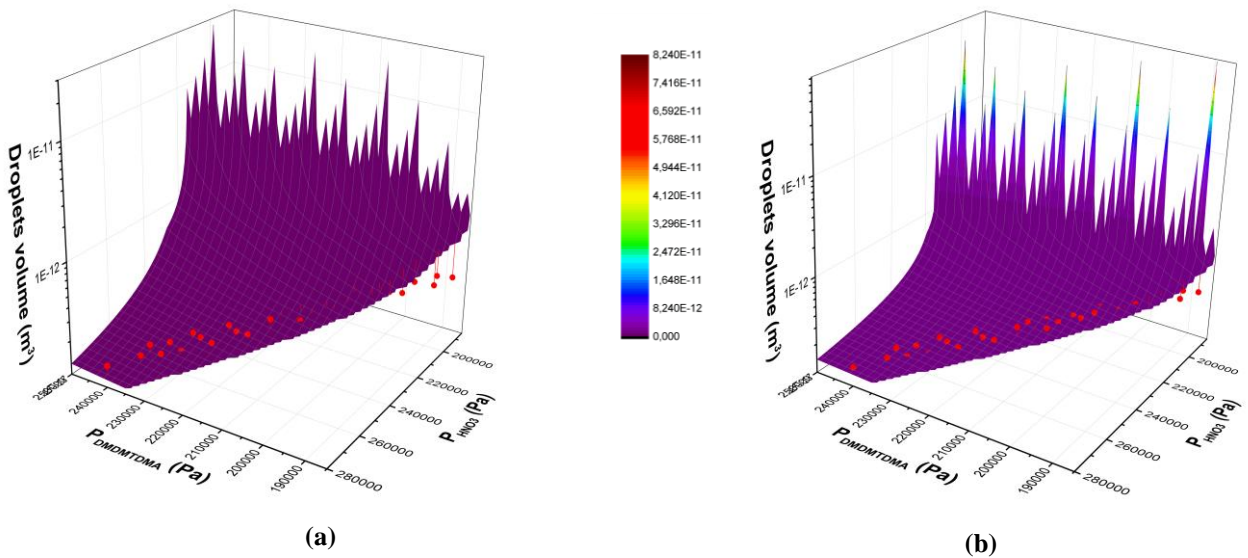 Droplets volume (m³)
1E-11
1E-12
240000
230000
220000
210000
200000
190000
P DMDMTDMA (Pa)
200000
220000
240000
260000
280000
P HNO3 (Pa)
(a)
8,240E-11
7,416E-11
6,592E-11
5,768E-11
4,944E-11
4,120E-11
3,296E-11
2,472E-11
1,648E-11
8,240E-12
0,000
Droplets volume (m³)
1E-11
1E-12
240000
230000
220000
210000
200000
190000
P DMDMTDMA (Pa)
200000
220000
240000
260000
280000
P HNO3 (Pa)
(b)